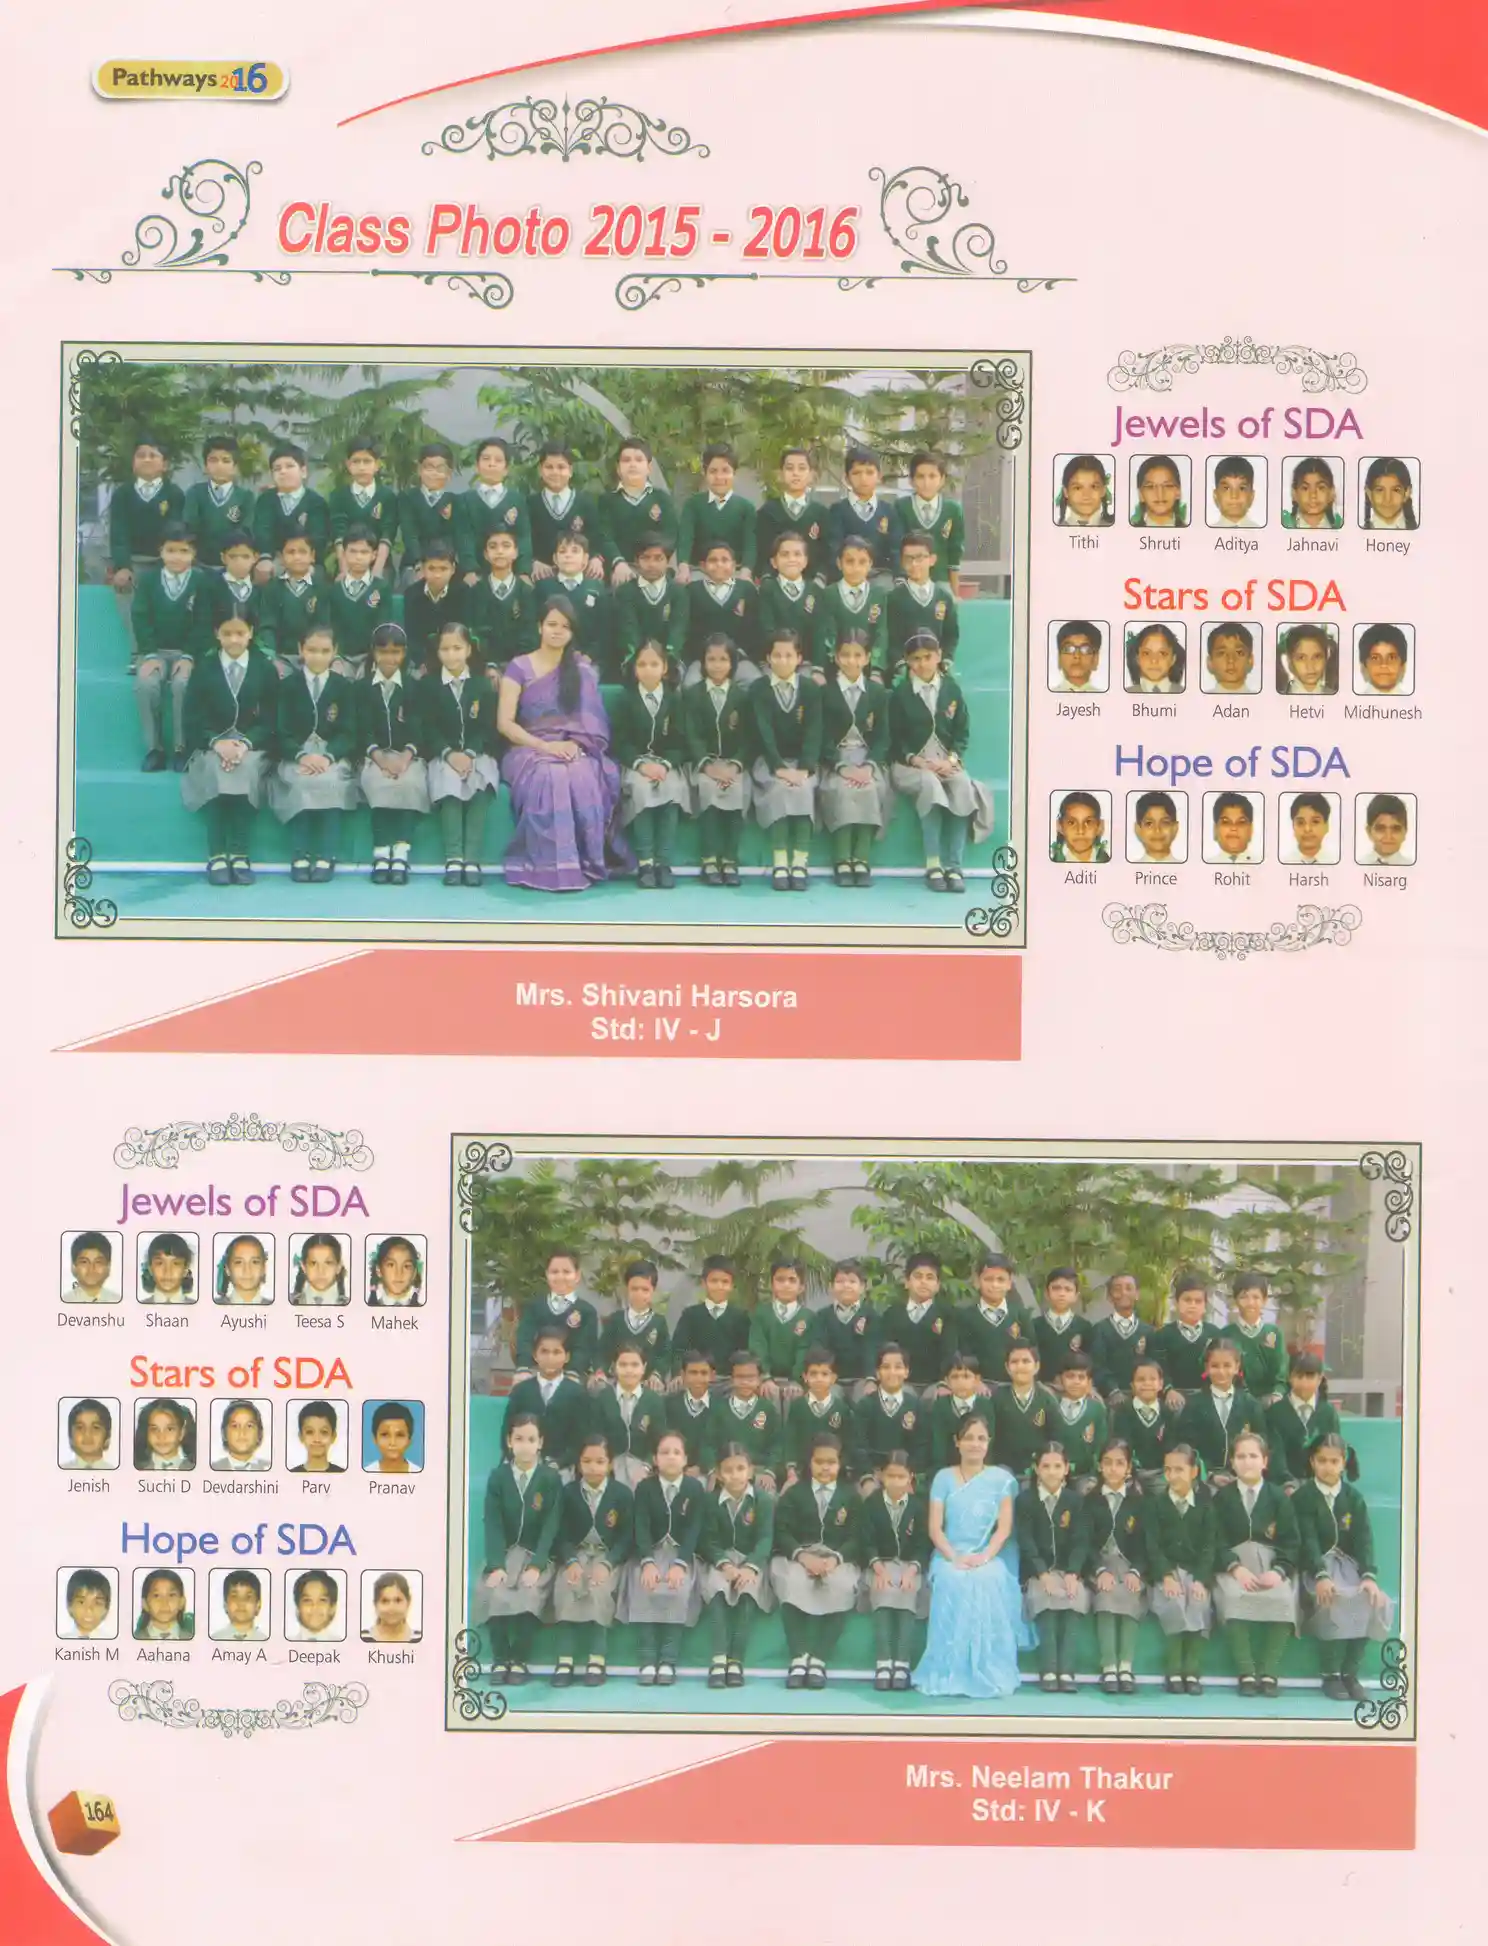 Pathways 2016
Class Photo 2015 - 2016
Jewels of SDA
Tithi Shruti Aditya Jahnavi Honey
Stars of SDA
Jayesh Bhumi Adan Hetvi Midhunesh
Hope of SDA
Aditi Prince Rohit Harsh Nisarg
Mrs. Shivani Harsora
Std: IV - J
Jewels of SDA
Devanshu Shaan Ayushi Teesa S Mahek
Stars of SDA
Jenish Suchi D Devdarshini Parv Pranav
Hope of SDA
Kanish M Aahana Amay A Deepak Khushi
Mrs. Neelam Thakur
Std: IV - K
164